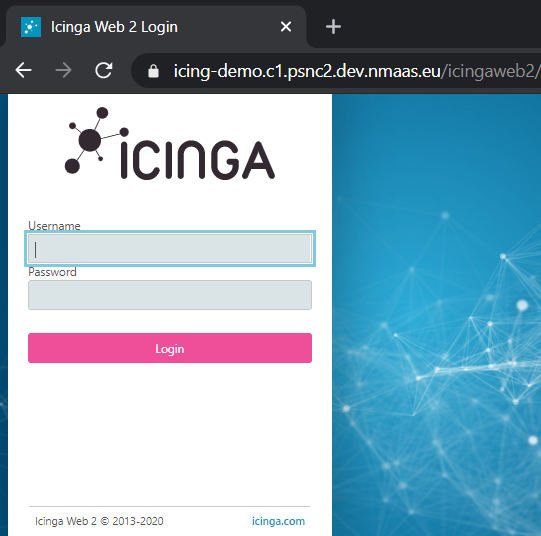 Icinga Web 2 Login
icing-demo.c1.psnc2.dev.nmaas.eu/icingaweb2/
ICINGA
Username
Password
Login
Icinga Web 2 © 2013-2020 icinga.com